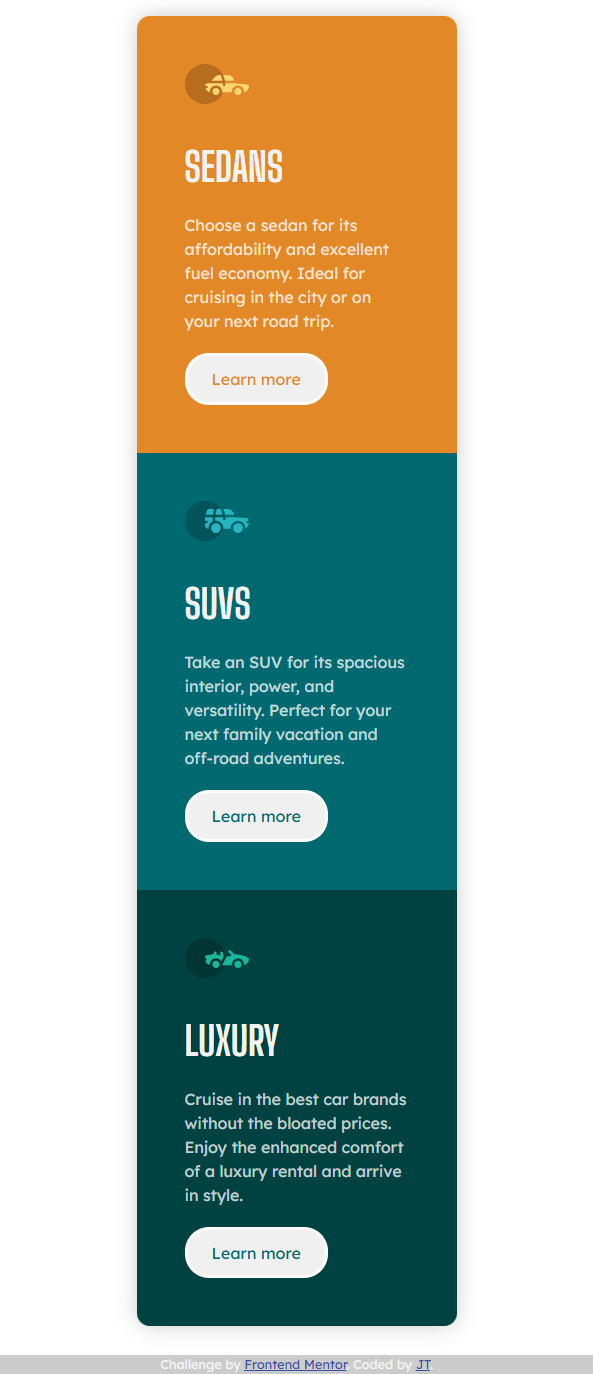 SEDANS
Choose a sedan for its
affordability and excellent
fuel economy. Ideal for
cruising in the city or on
your next road trip.
Learn more
SUVS
Take an SUV for its spacious
interior, power, and
versatility. Perfect for your
next family vacation and
off-road adventures.
Learn more
LUXURY
Cruise in the best car brands
without the bloated prices.
Enjoy the enhanced comfort
of a luxury rental and arrive
in style.
Learn more
Challenge by Frontend Mentor. Coded by JT.